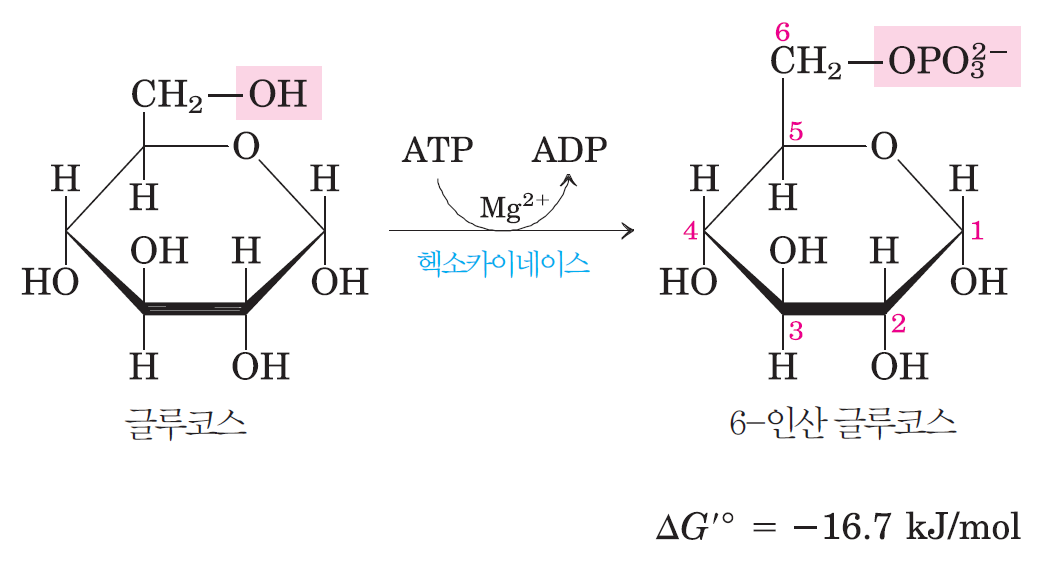 6
CH₂—OPO₃²⁻
CH₂—OH
5
O
O
ATP ADP
H H H H
H H
Mg²⁺
4 1
OH H OH H
헥소카이네이스
HO OH HO OH
3 2
H OH H OH
글루코스 6-인산 글루코스
ΔG′° = −16.7 kJ/mol